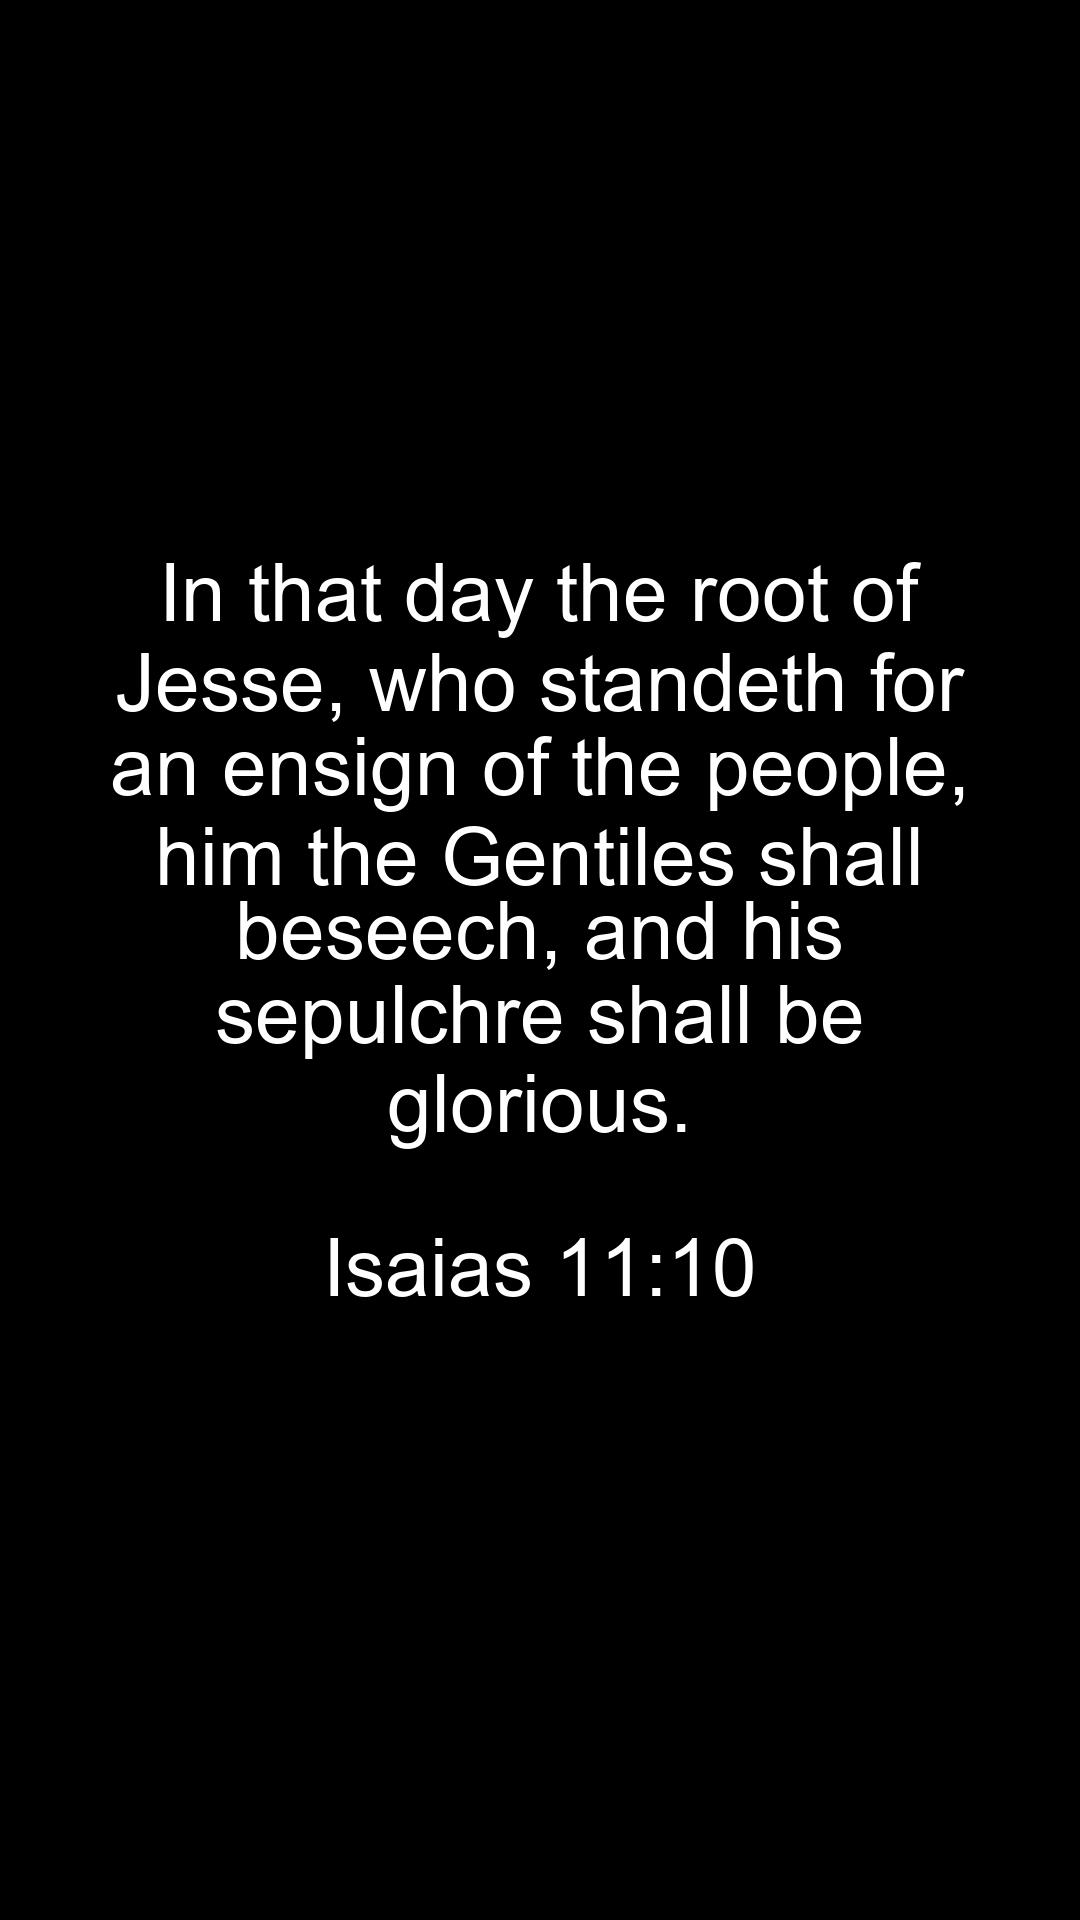 In that day the root of
Jesse, who standeth for
an ensign of the people,
him the Gentiles shall
beseech, and his
sepulchre shall be
glorious.
Isaias 11:10